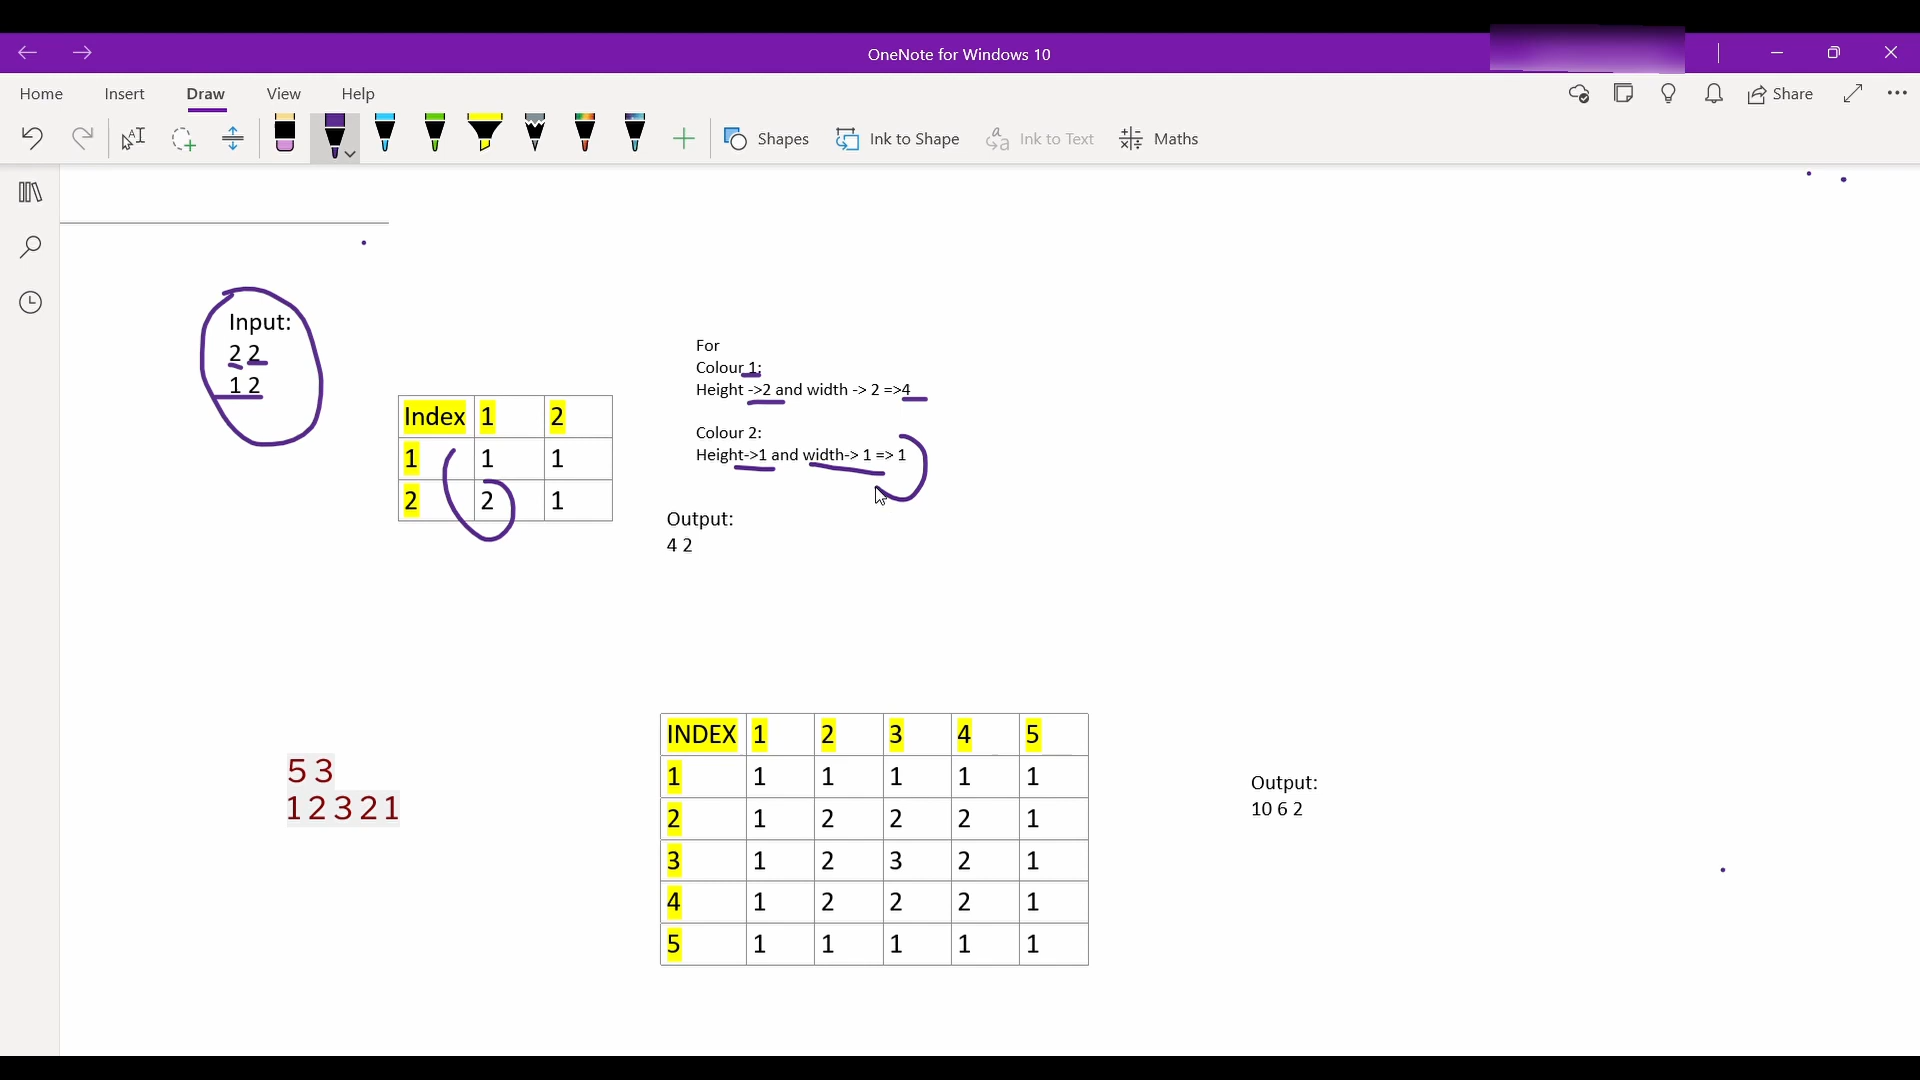 OneNote for Windows 10
Home Insert Draw View Help
Share
Shapes Ink to Shape Ink to Text Maths
Input:
2 2
1 2
For
Colour 1:
Height ->2 and width -> 2 =>4
Colour 2:
Height->1 and width-> 1 => 1
Index 1 2
1 1 1
2 2 1
Output:
4 2
5 3
1 2 3 2 1
INDEX 1 2 3 4 5
1 1 1 1 1 1
2 1 2 2 2 1
3 1 2 3 2 1
4 1 2 2 2 1
5 1 1 1 1 1
Output:
10 6 2